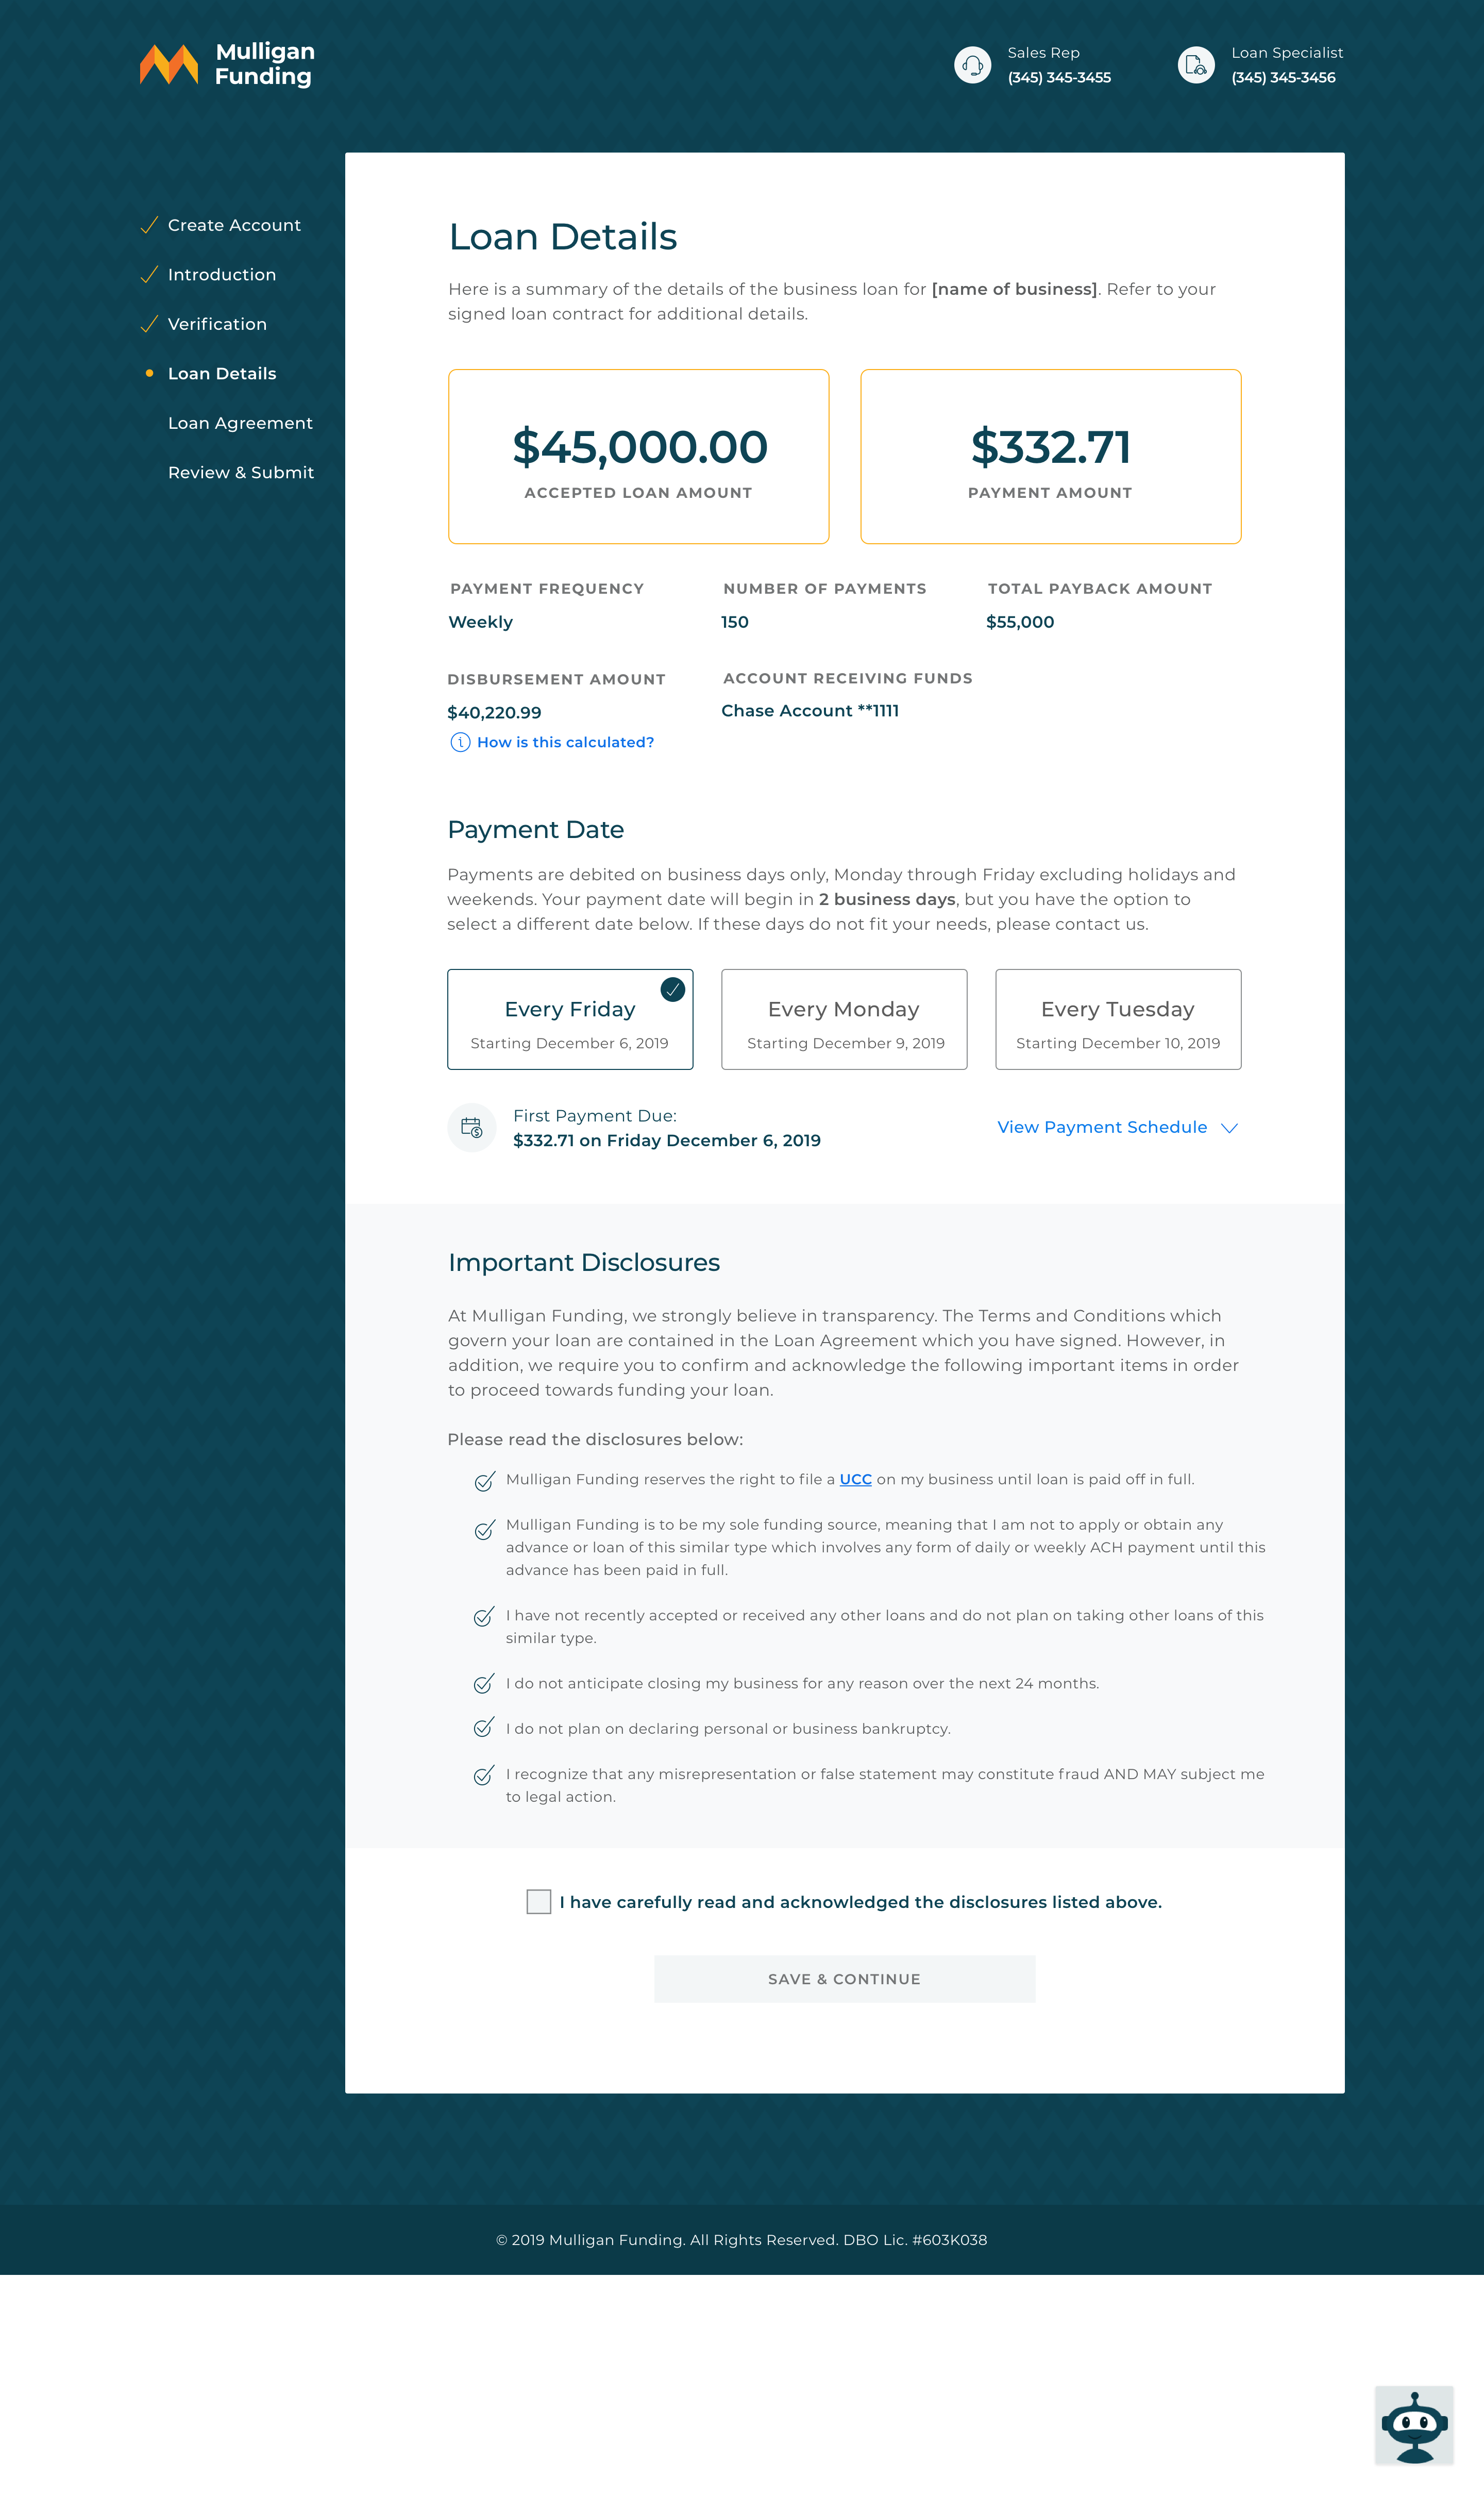 Mulligan
Funding
Sales Rep
(345) 345-3455
Loan Specialist
(345) 345-3456
Create Account
Introduction
Verification
Loan Details
Loan Agreement
Review & Submit
Loan Details
Here is a summary of the details of the business loan for [name of business]. Refer to your
signed loan contract for additional details.
$45,000.00
ACCEPTED LOAN AMOUNT
$332.71
PAYMENT AMOUNT
PAYMENT FREQUENCY
Weekly
NUMBER OF PAYMENTS
150
TOTAL PAYBACK AMOUNT
$55,000
DISBURSEMENT AMOUNT
$40,220.99
How is this calculated?
ACCOUNT RECEIVING FUNDS
Chase Account **1111
Payment Date
Payments are debited on business days only, Monday through Friday excluding holidays and
weekends. Your payment date will begin in 2 business days, but you have the option to
select a different date below. If these days do not fit your needs, please contact us.
Every Friday
Starting December 6, 2019
Every Monday
Starting December 9, 2019
Every Tuesday
Starting December 10, 2019
First Payment Due:
$332.71 on Friday December 6, 2019
View Payment Schedule
Important Disclosures
At Mulligan Funding, we strongly believe in transparency. The Terms and Conditions which
govern your loan are contained in the Loan Agreement which you have signed. However, in
addition, we require you to confirm and acknowledge the following important items in order
to proceed towards funding your loan.
Please read the disclosures below:
Mulligan Funding reserves the right to file a UCC on my business until loan is paid off in full.
Mulligan Funding is to be my sole funding source, meaning that I am not to apply or obtain any
advance or loan of this similar type which involves any form of daily or weekly ACH payment until this
advance has been paid in full.
I have not recently accepted or received any other loans and do not plan on taking other loans of this
similar type.
I do not anticipate closing my business for any reason over the next 24 months.
I do not plan on declaring personal or business bankruptcy.
I recognize that any misrepresentation or false statement may constitute fraud AND MAY subject me
to legal action.
I have carefully read and acknowledged the disclosures listed above.
SAVE & CONTINUE
© 2019 Mulligan Funding. All Rights Reserved. DBO Lic. #603K038